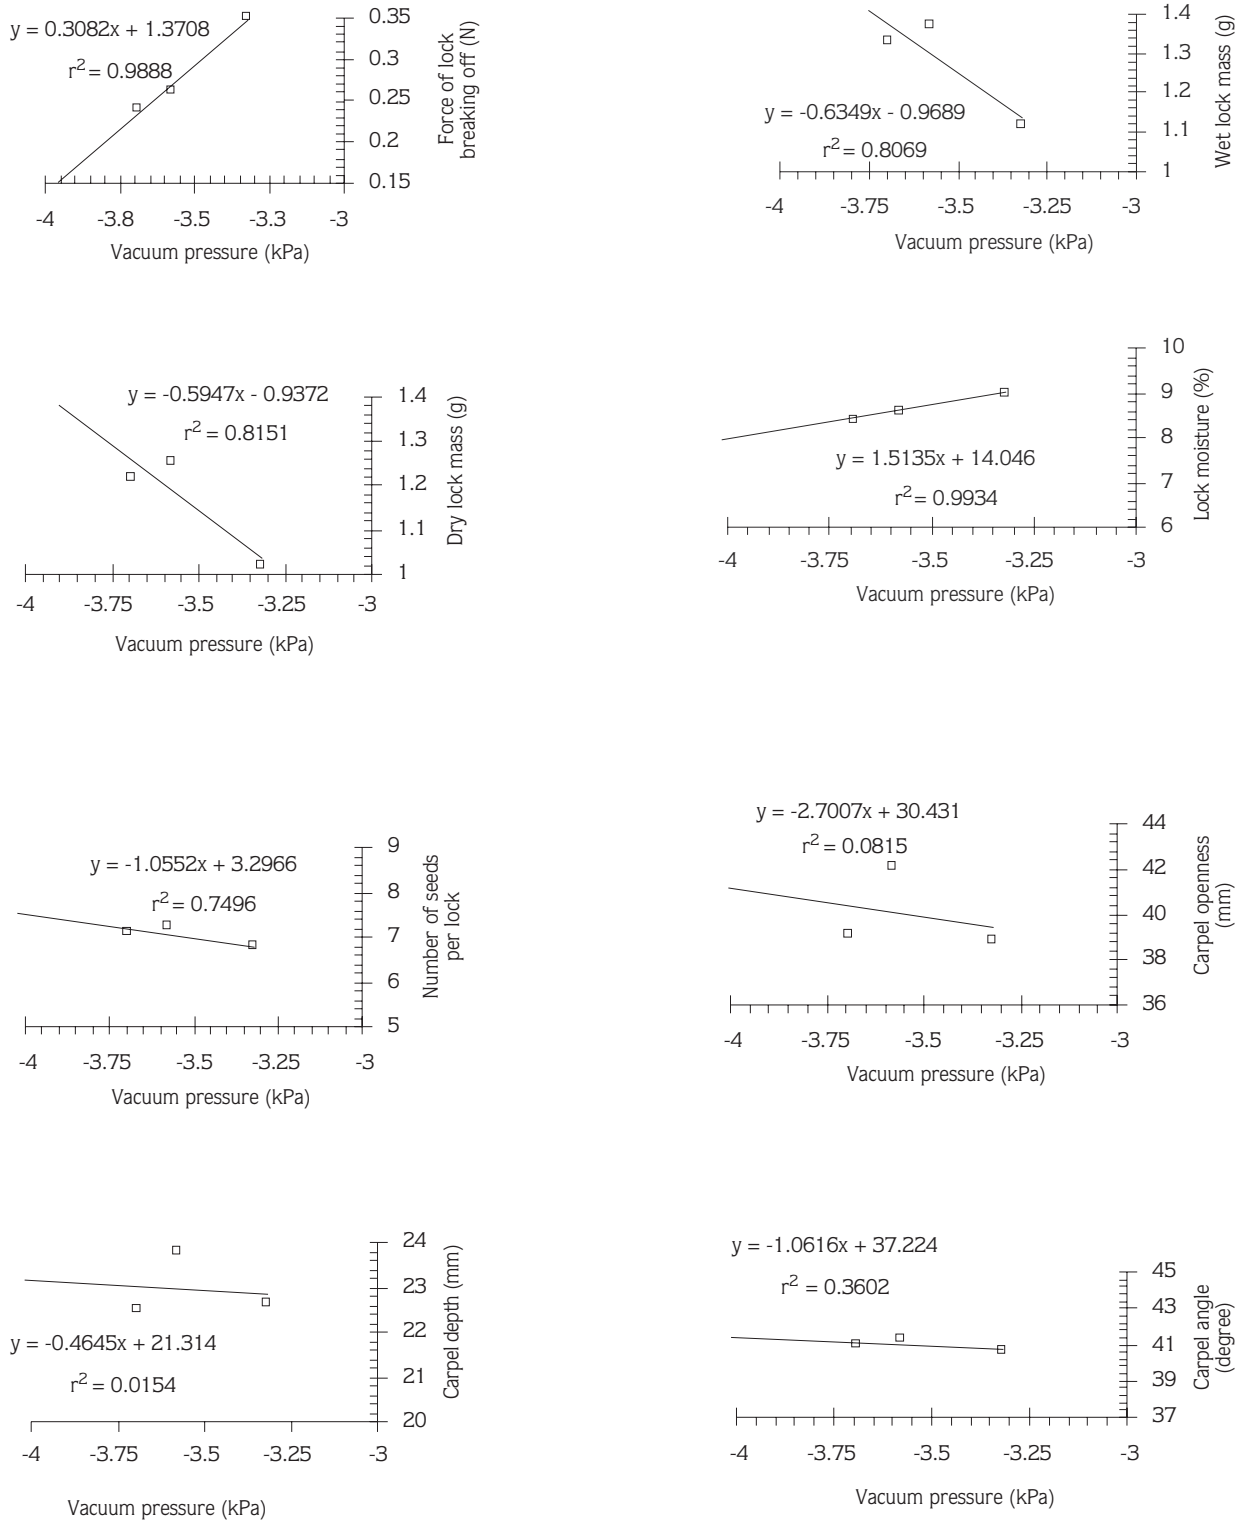 y = 0.3082x + 1.3708
r² = 0.9888
0.35
0.3
0.25
0.2
0.15
Force of lock
breaking off (N)
-4 -3.8 -3.5 -3.3 -3
Vacuum pressure (kPa)
1.4
1.3
1.2
1.1
1
Wet lock mass (g)
y = -0.6349x - 0.9689
r² = 0.8069
-4 -3.75 -3.5 -3.25 -3
Vacuum pressure (kPa)
y = -0.5947x - 0.9372
r² = 0.8151
1.4
1.3
1.2
1.1
1
Dry lock mass (g)
-4 -3.75 -3.5 -3.25 -3
Vacuum pressure (kPa)
10
9
8
7
6
Lock moisture (%)
y = 1.5135x + 14.046
r² = 0.9934
-4 -3.75 -3.5 -3.25 -3
Vacuum pressure (kPa)
y = -1.0552x + 3.2966
r² = 0.7496
9
8
7
6
5
Number of seeds
per lock
-4 -3.75 -3.5 -3.25 -3
Vacuum pressure (kPa)
y = -2.7007x + 30.431
r² = 0.0815
44
42
40
38
36
Carpel openness
(mm)
-4 -3.75 -3.5 -3.25 -3
Vacuum pressure (kPa)
24
23
22
21
20
Carpel depth (mm)
y = -0.4645x + 21.314
r² = 0.0154
-4 -3.75 -3.5 -3.25 -3
Vacuum pressure (kPa)
y = -1.0616x + 37.224
r² = 0.3602
45
43
41
39
37
Carpel angle
(degree)
-4 -3.75 -3.5 -3.25 -3
Vacuum pressure (kPa)